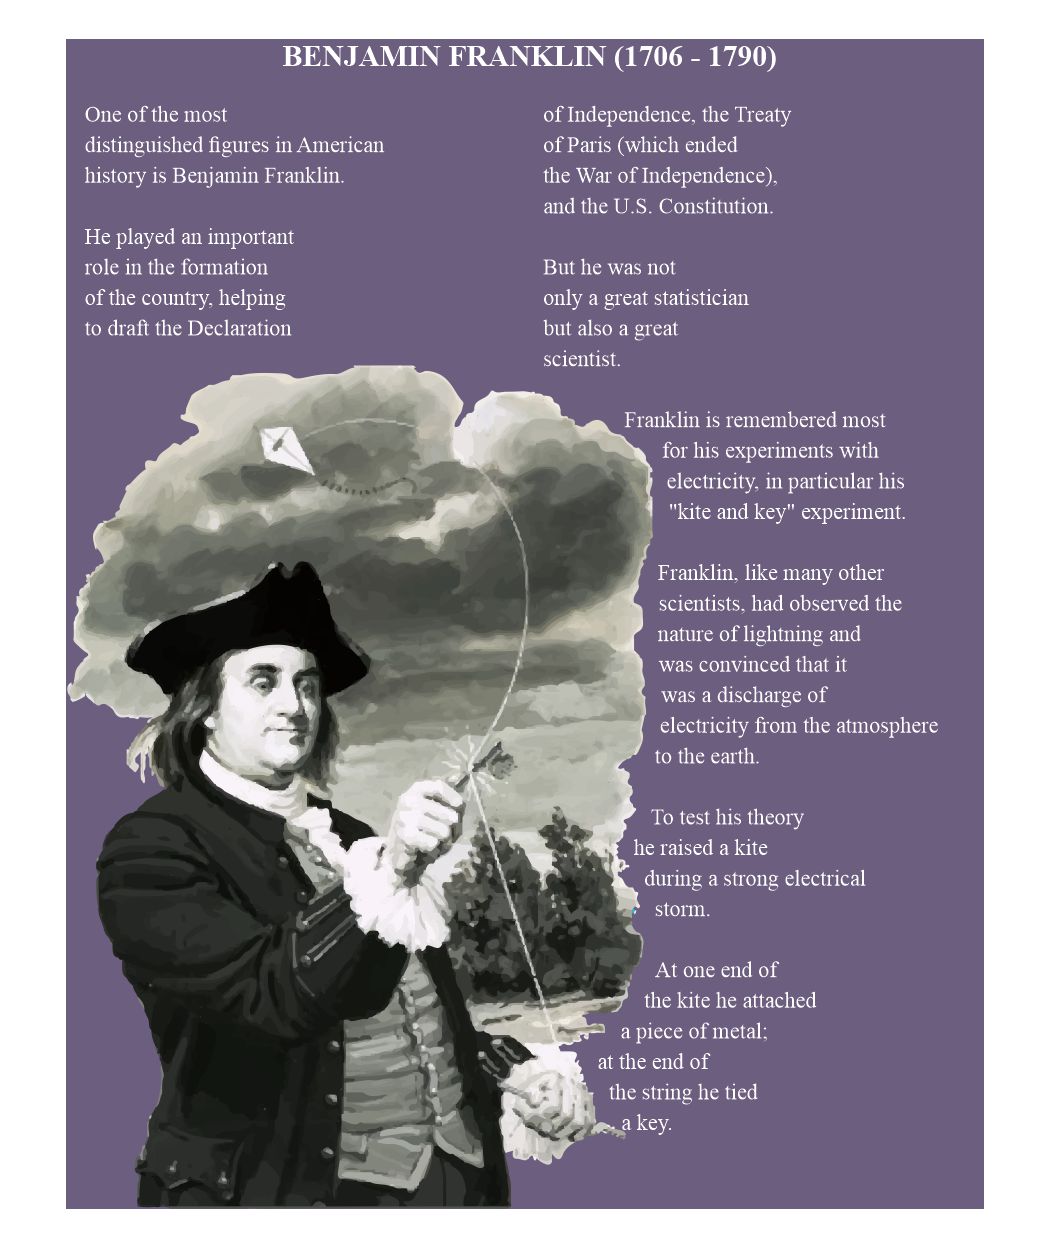 BENJAMIN FRANKLIN (1706 - 1790)
One of the most
distinguished figures in American
history is Benjamin Franklin.
He played an important
role in the formation
of the country, helping
to draft the Declaration
of Independence, the Treaty
of Paris (which ended
the War of Independence),
and the U.S. Constitution.
But he was not
only a great statistician
but also a great
scientist.
Franklin is remembered most
for his experiments with
electricity, in particular his
"kite and key" experiment.
Franklin, like many other
scientists, had observed the
nature of lightning and
was convinced that it
was a discharge of
electricity from the atmosphere
to the earth.
To test his theory
he raised a kite
during a strong electrical
storm.
At one end of
the kite he attached
a piece of metal;
at the end of
the string he tied
a key.